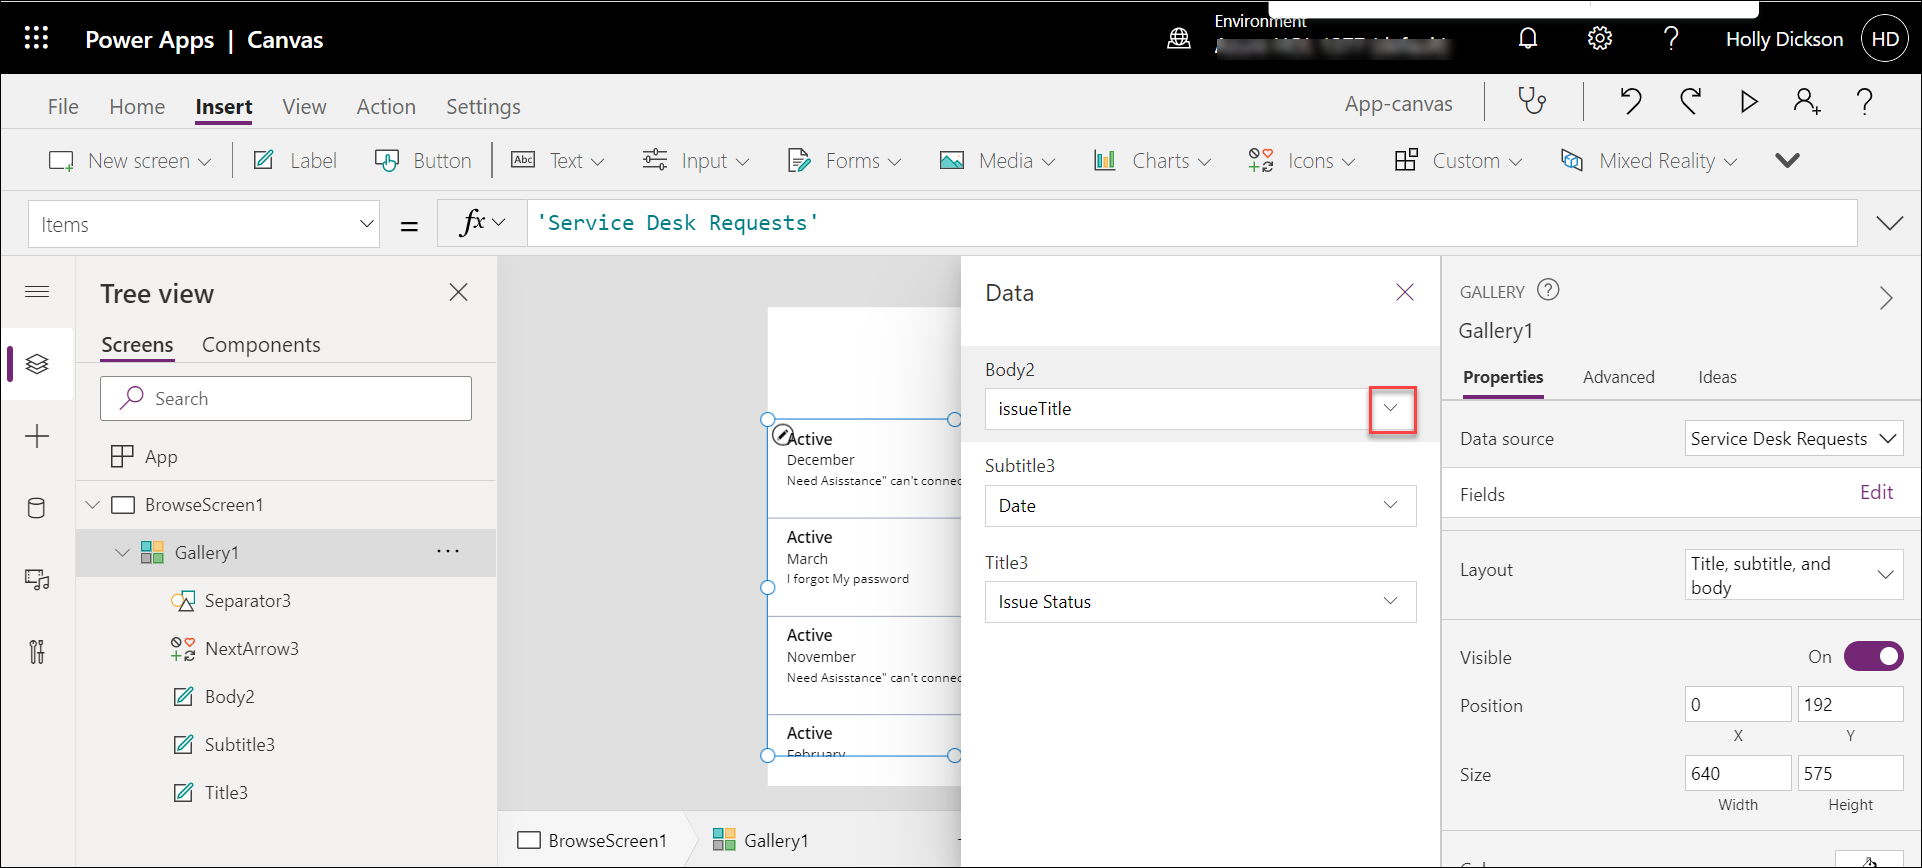 Power Apps | Canvas
Environment
Holly Dickson
HD
File Home Insert View Action Settings
App-canvas
New screen Label Button Abc Text Input Forms Media Charts Icons Custom Mixed Reality
Items = fx 'Service Desk Requests'
Tree view
Screens Components
Search
App
BrowseScreen1
Gallery1 ...
Separator3
NextArrow3
Body2
Subtitle3
Title3
Active
December
Need Asisstance" can't connec
Active
March
I forgot My password
Active
November
Need Asisstance" can't connec
Active
February
BrowseScreen1 Gallery1
Data
Body2
issueTitle
Subtitle3
Date
Title3
Issue Status
GALLERY
Gallery1
Properties Advanced Ideas
Data source Service Desk Requests
Fields Edit
Layout Title, subtitle, and
body
Visible On
Position 0 192
X Y
Size 640 575
Width Height